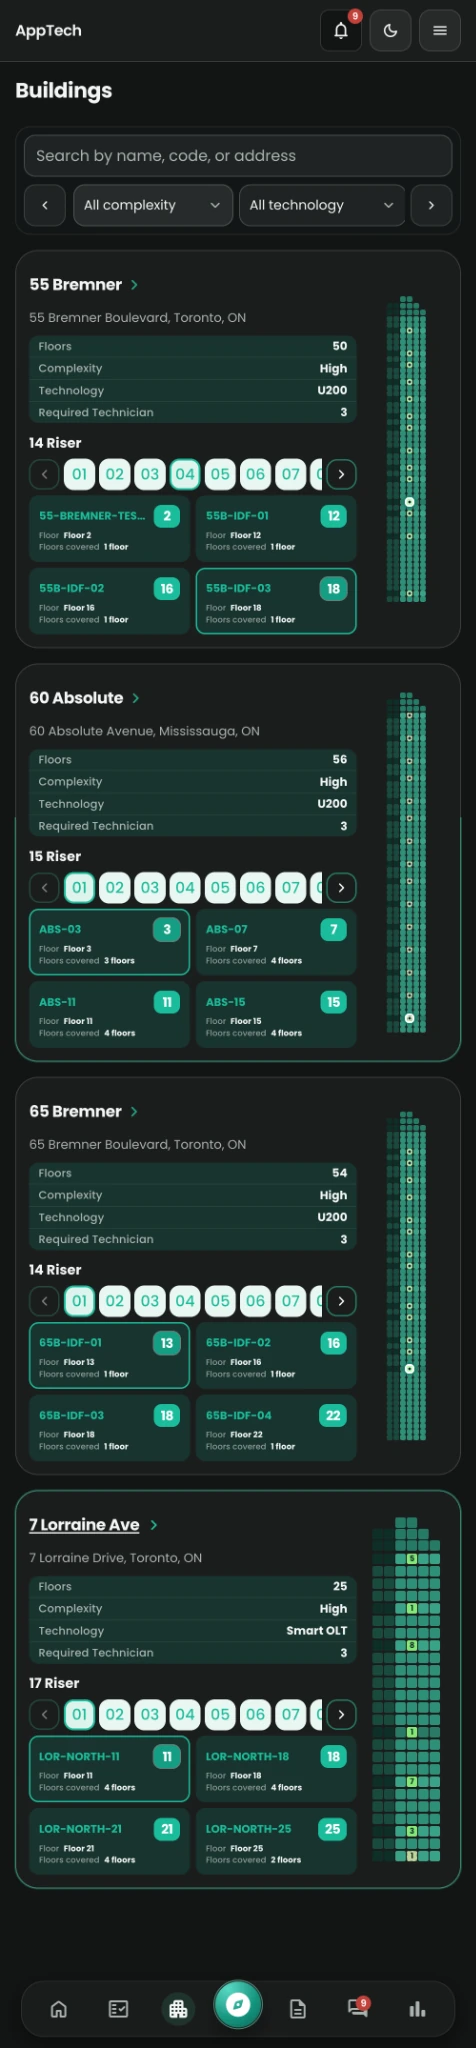 AppTech
9
Buildings
Search by name, code, or address
All complexity
All technology
55 Bremner
55 Bremner Boulevard, Toronto, ON
Floors 50
Complexity High
Technology U200
Required Technician 3
14 Riser
01 02 03 04 05 06 07
55-BREMNER-TES... 2
Floor Floor 2
Floors covered 1 floor
55B-IDF-01 12
Floor Floor 12
Floors covered 1 floor
55B-IDF-02 16
Floor Floor 16
Floors covered 1 floor
55B-IDF-03 18
Floor Floor 18
Floors covered 1 floor
60 Absolute
60 Absolute Avenue, Mississauga, ON
Floors 56
Complexity High
Technology U200
Required Technician 3
15 Riser
01 02 03 04 05 06 07
ABS-03 3
Floor Floor 3
Floors covered 3 floors
ABS-07 7
Floor Floor 7
Floors covered 4 floors
ABS-11 11
Floor Floor 11
Floors covered 4 floors
ABS-15 15
Floor Floor 15
Floors covered 4 floors
65 Bremner
65 Bremner Boulevard, Toronto, ON
Floors 54
Complexity High
Technology U200
Required Technician 3
14 Riser
01 02 03 04 05 06 07
65B-IDF-01 13
Floor Floor 13
Floors covered 1 floor
65B-IDF-02 16
Floor Floor 16
Floors covered 1 floor
65B-IDF-03 18
Floor Floor 18
Floors covered 1 floor
65B-IDF-04 22
Floor Floor 22
Floors covered 1 floor
7 Lorraine Ave
7 Lorraine Drive, Toronto, ON
Floors 25
Complexity High
Technology Smart OLT
Required Technician 3
17 Riser
01 02 03 04 05 06 07
LOR-NORTH-11 11
Floor Floor 11
Floors covered 4 floors
LOR-NORTH-18 18
Floor Floor 18
Floors covered 4 floors
LOR-NORTH-21 21
Floor Floor 21
Floors covered 4 floors
LOR-NORTH-25 25
Floor Floor 25
Floors covered 2 floors
5
1
8
1
7
3
1
9